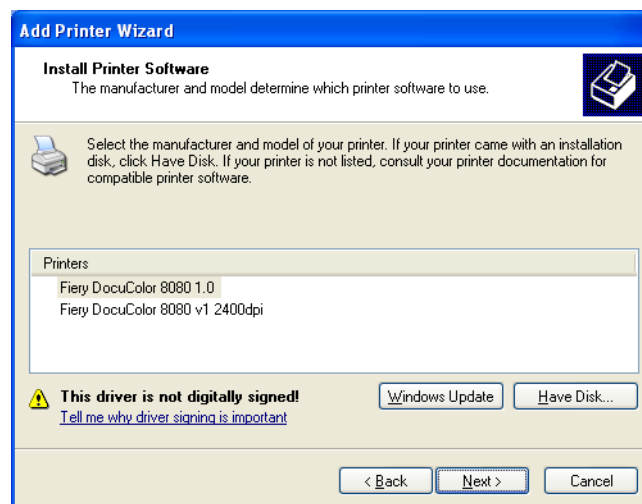 Add Printer Wizard
Install Printer Software
The manufacturer and model determine which printer software to use.
Select the manufacturer and model of your printer. If your printer came with an installation
disk, click Have Disk. If your printer is not listed, consult your printer documentation for
compatible printer software.
Printers
Fiery DocuColor 8080 1.0
Fiery DocuColor 8080 v1 2400dpi
This driver is not digitally signed!
Tell me why driver signing is important
Windows Update
Have Disk...
< Back
Next >
Cancel